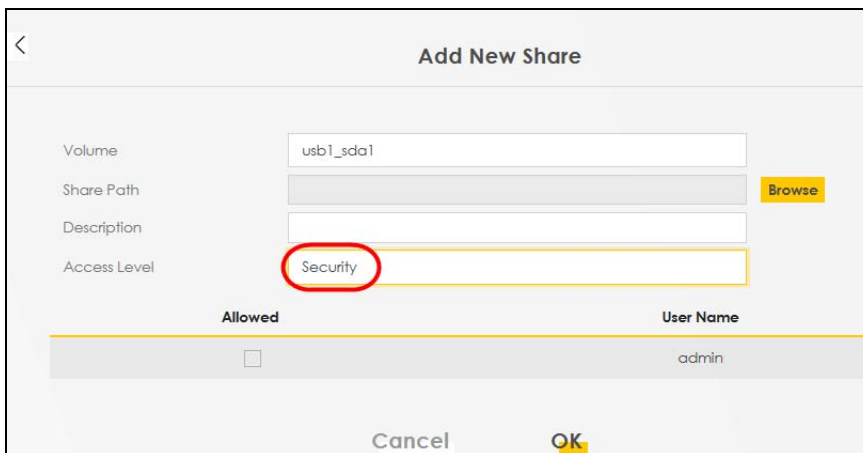 Add New Share
Volume usb1_sda1
Share Path Browse
Description
Access Level Security
Allowed User Name
admin
Cancel OK